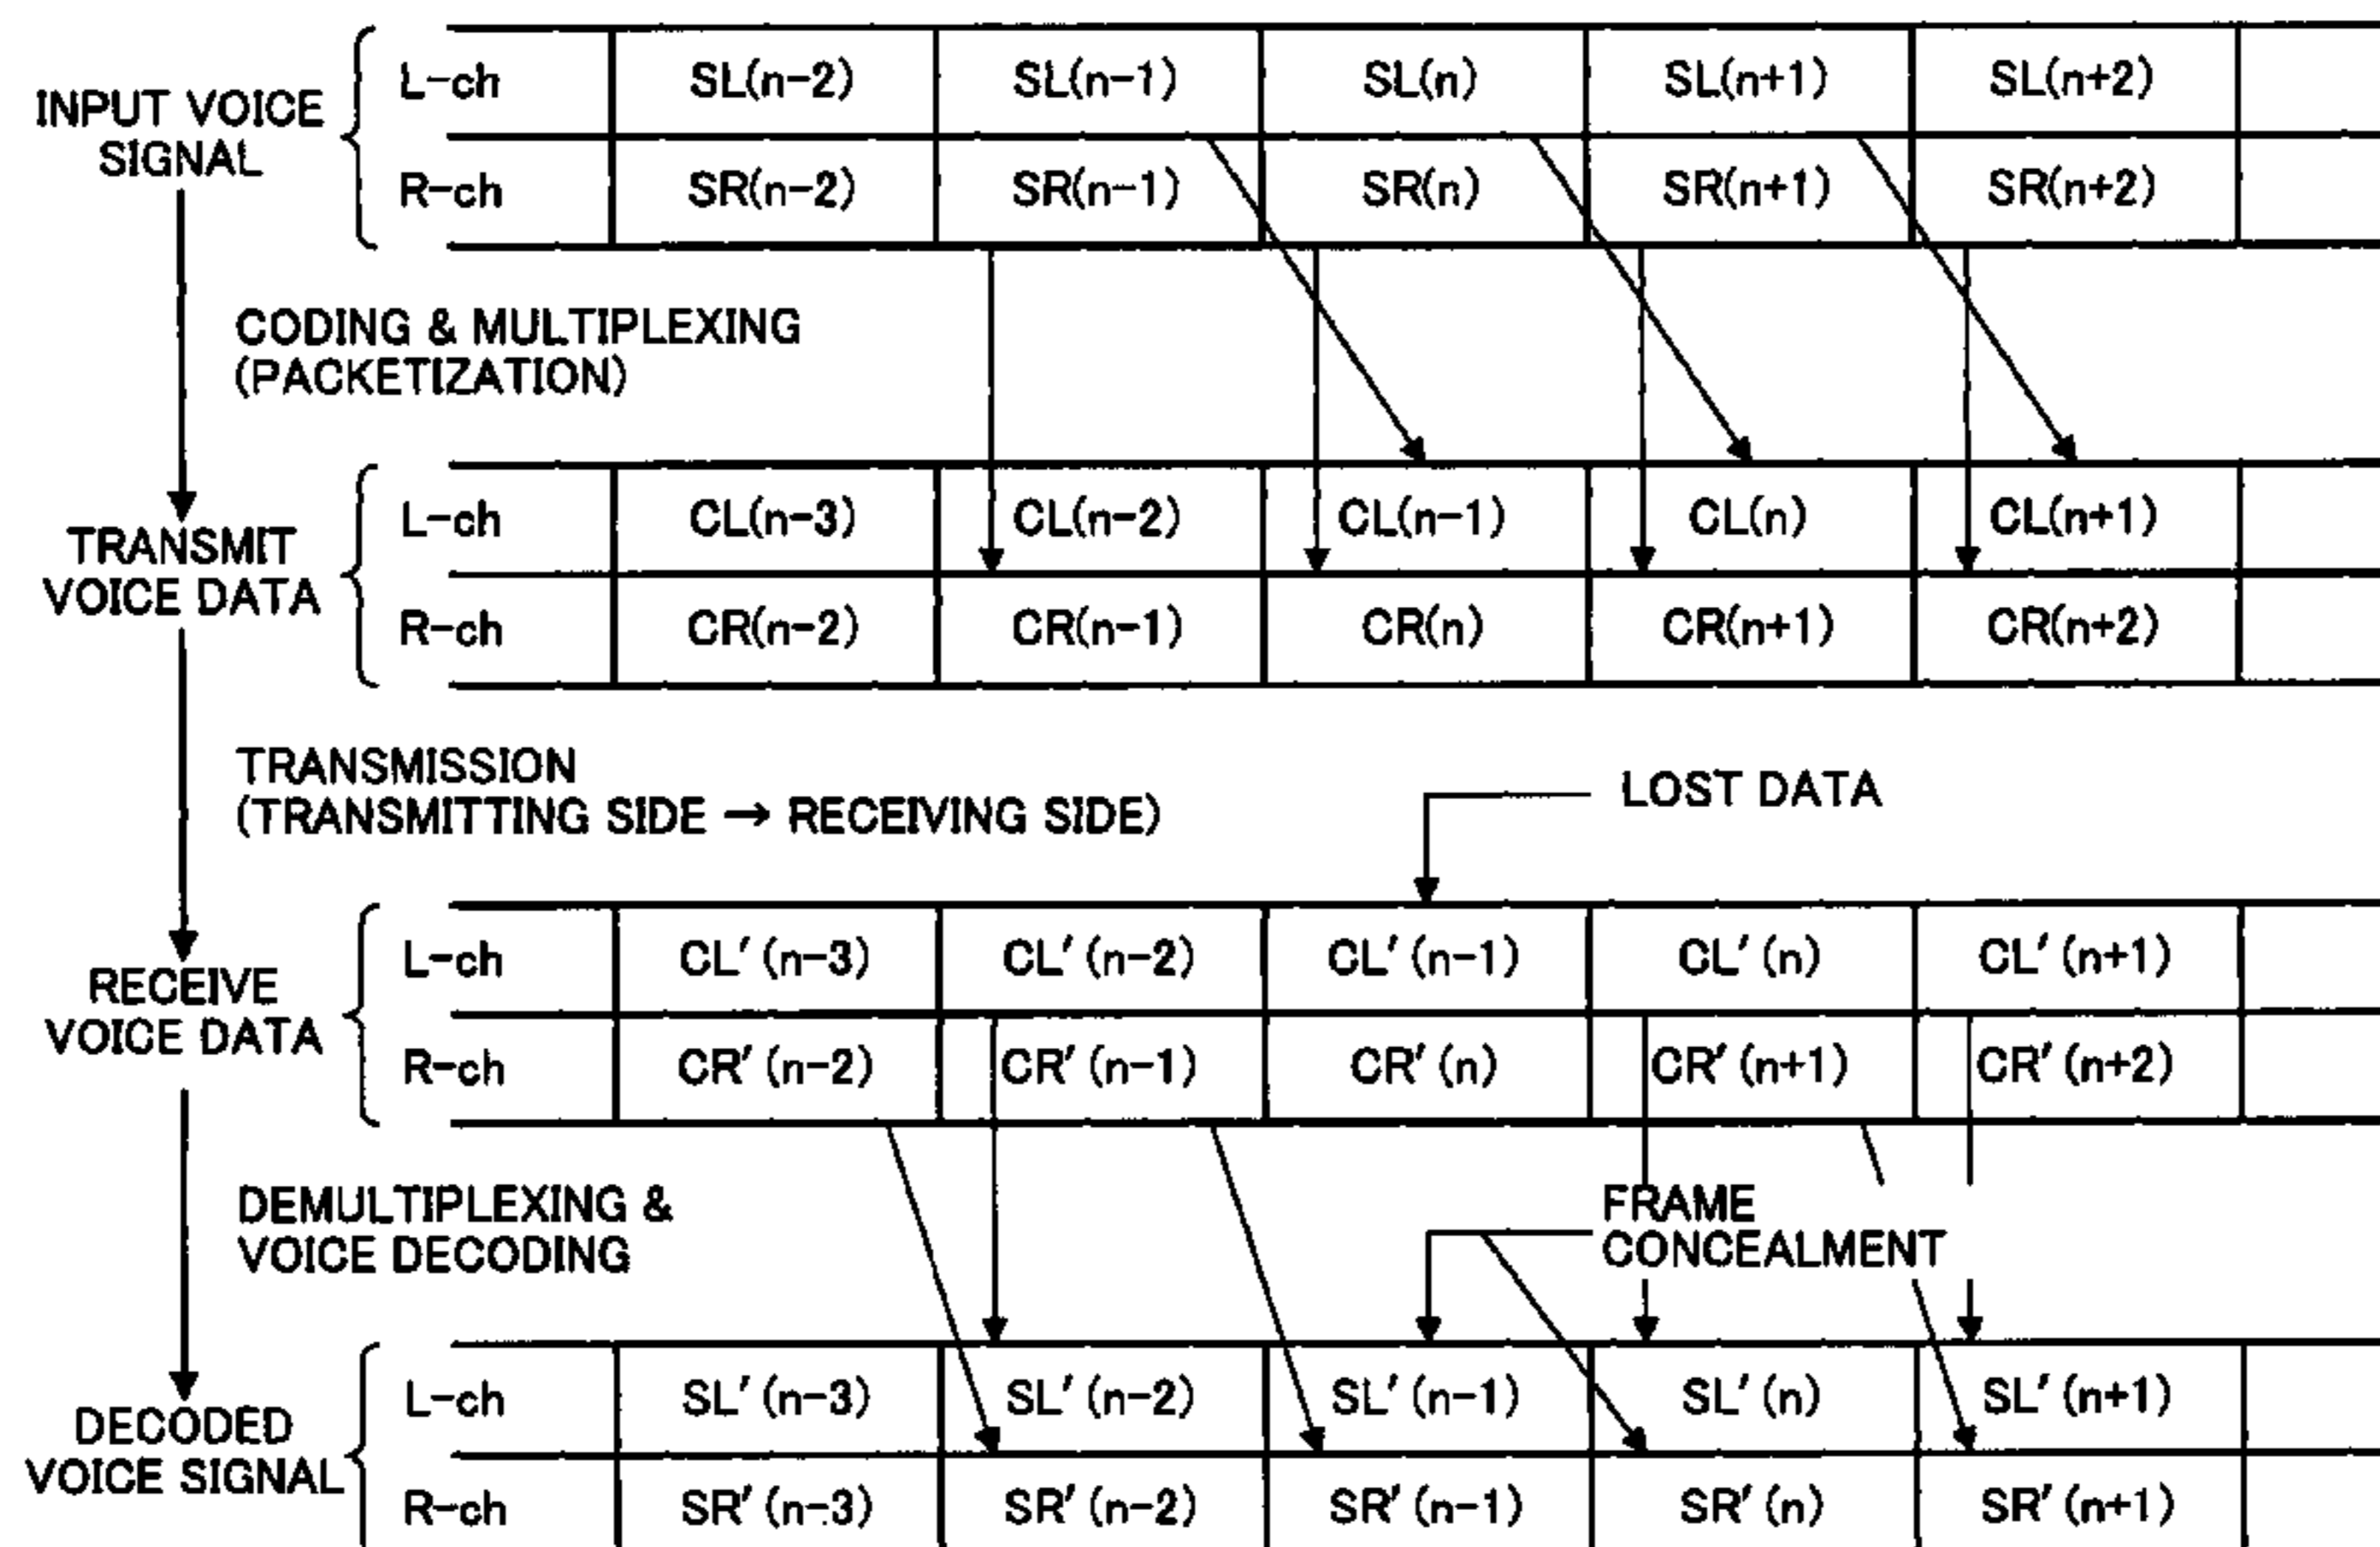 INPUT VOICE
SIGNAL
L-ch SL(n-2) SL(n-1) SL(n) SL(n+1) SL(n+2)
R-ch SR(n-2) SR(n-1) SR(n) SR(n+1) SR(n+2)
CODING & MULTIPLEXING
(PACKETIZATION)
TRANSMIT
VOICE DATA
L-ch CL(n-3) CL(n-2) CL(n-1) CL(n) CL(n+1)
R-ch CR(n-2) CR(n-1) CR(n) CR(n+1) CR(n+2)
TRANSMISSION
(TRANSMITTING SIDE → RECEIVING SIDE)
LOST DATA
RECEIVE
VOICE DATA
L-ch CL′(n-3) CL′(n-2) CL′(n-1) CL′(n) CL′(n+1)
R-ch CR′(n-2) CR′(n-1) CR′(n) CR′(n+1) CR′(n+2)
DEMULTIPLEXING &
VOICE DECODING
FRAME
CONCEALMENT
DECODED
VOICE SIGNAL
L-ch SL′(n-3) SL′(n-2) SL′(n-1) SL′(n) SL′(n+1)
R-ch SR′(n-3) SR′(n-2) SR′(n-1) SR′(n) SR′(n+1)